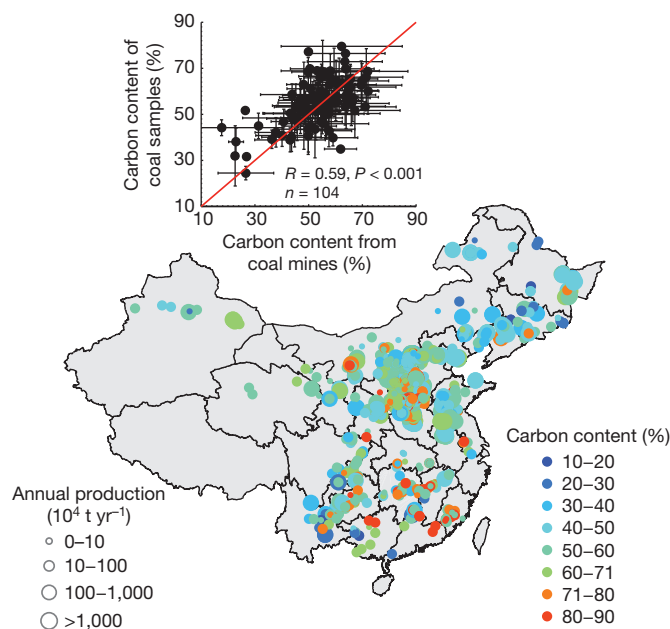 Carbon content of
coal samples (%)
90
70
50
30
10
R = 0.59, P < 0.001
n = 104
10 30 50 70 90
Carbon content from
coal mines (%)
Annual production
(10⁴ t yr⁻¹)
0–10
10–100
100–1,000
>1,000
Carbon content (%)
10–20
20–30
30–40
40–50
50–60
60–71
71–80
80–90